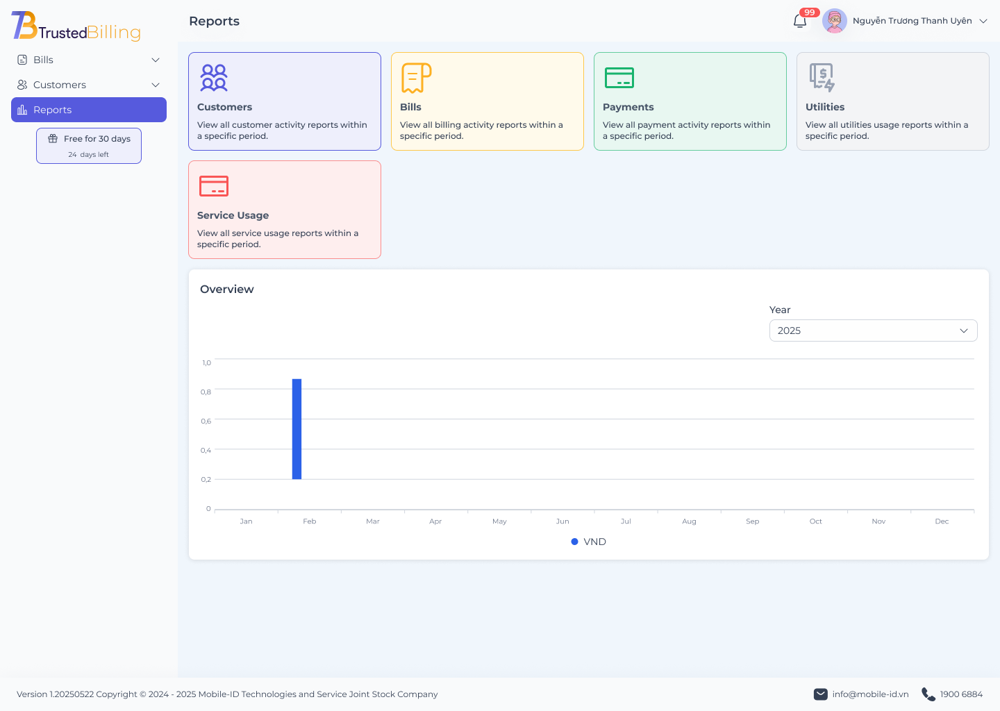 TB TrustedBilling
Reports
99
Nguyễn Trương Thanh Uyên
Bills
Customers
Reports
Free for 30 days
24 days left
Customers
View all customer activity reports within
a specific period.
Bills
View all billing activity reports within a
specific period.
Payments
View all payment activity reports within
a specific period.
Utilities
View all utilities usage reports within a
specific period.
Service Usage
View all service usage reports within a
specific period.
Overview
Year
2025
1,0
0,8
0,6
0,4
0,2
0
Jan Feb Mar Apr May Jun Jul Aug Sep Oct Nov Dec
VND
Version 1.20250522 Copyright © 2024 - 2025 Mobile-ID Technologies and Service Joint Stock Company
info@mobile-id.vn
1900 6884